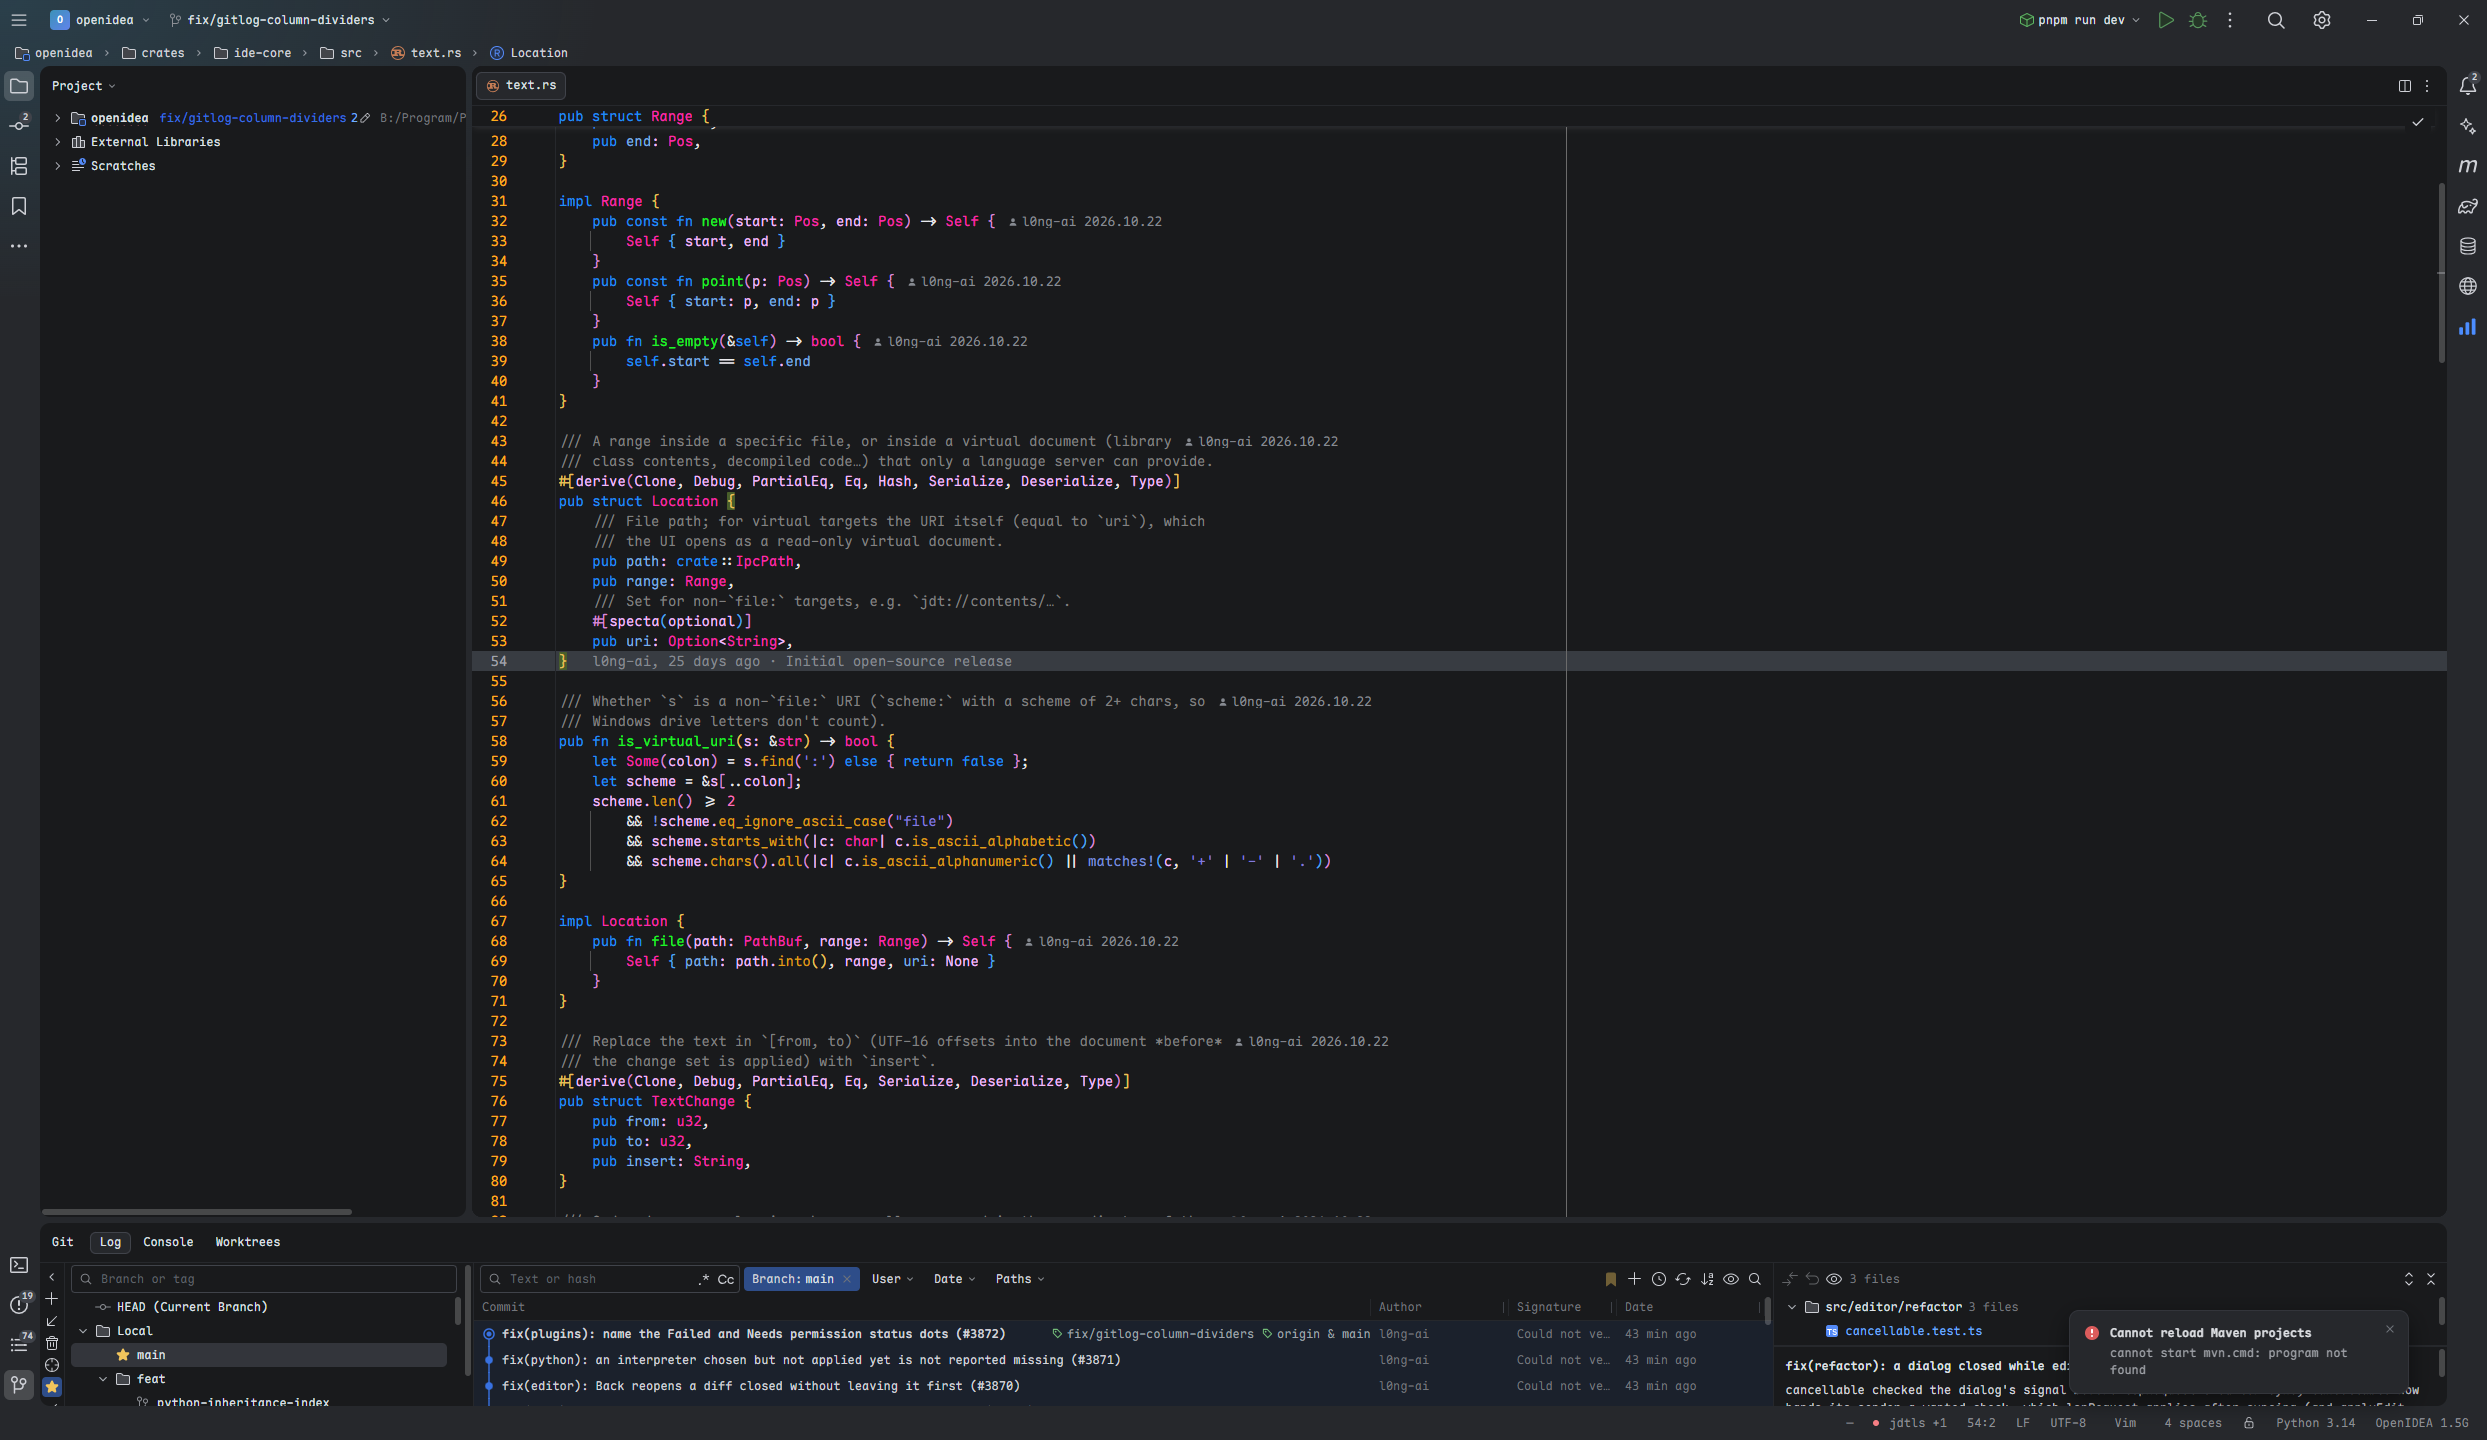 openidea fix/gitlog-column-dividers pnpm run dev
openidea › crates › ide-core › src › text.rs › Location
Project
openidea fix/gitlog-column-dividers 2 B:/Program/P
External Libraries
Scratches
2
text.rs
2
26 pub struct Range {
28 pub end: Pos,
29 }
30
31 impl Range {
32 pub const fn new(start: Pos, end: Pos) -> Self { l0ng-ai 2026.10.22
33 Self { start, end }
34 }
35 pub const fn point(p: Pos) -> Self { l0ng-ai 2026.10.22
36 Self { start: p, end: p }
37 }
38 pub fn is_empty(&self) -> bool { l0ng-ai 2026.10.22
39 self.start == self.end
40 }
41 }
42
43 /// A range inside a specific file, or inside a virtual document (library l0ng-ai 2026.10.22
44 /// class contents, decompiled code…) that only a language server can provide.
45 #[derive(Clone, Debug, PartialEq, Eq, Hash, Serialize, Deserialize, Type)]
46 pub struct Location {
47 /// File path; for virtual targets the URI itself (equal to `uri`), which
48 /// the UI opens as a read-only virtual document.
49 pub path: crate::IpcPath,
50 pub range: Range,
51 /// Set for non-`file:` targets, e.g. `jdt://contents/…`.
52 #[specta(optional)]
53 pub uri: Option<String>,
54 } l0ng-ai, 25 days ago · Initial open-source release
55
56 /// Whether `s` is a non-`file:` URI (`scheme:` with a scheme of 2+ chars, so l0ng-ai 2026.10.22
57 /// Windows drive letters don't count).
58 pub fn is_virtual_uri(s: &str) -> bool {
59 let Some(colon) = s.find(':') else { return false };
60 let scheme = &s[..colon];
61 scheme.len() >= 2
62 && !scheme.eq_ignore_ascii_case("file")
63 && scheme.starts_with(|c: char| c.is_ascii_alphabetic())
64 && scheme.chars().all(|c| c.is_ascii_alphanumeric() || matches!(c, '+' | '-' | '.'))
65 }
66
67 impl Location {
68 pub fn file(path: PathBuf, range: Range) -> Self { l0ng-ai 2026.10.22
69 Self { path: path.into(), range, uri: None }
70 }
71 }
72
73 /// Replace the text in `[from, to)` (UTF-16 offsets into the document *before* l0ng-ai 2026.10.22
74 /// the change set is applied) with `insert`.
75 #[derive(Clone, Debug, PartialEq, Eq, Serialize, Deserialize, Type)]
76 pub struct TextChange {
77 pub from: u32,
78 pub to: u32,
79 pub insert: String,
80 }
81
Git Log Console Worktrees
19
74
Branch or tag
HEAD (Current Branch)
Local
main
feat
python-inheritance-index
Text or hash .* Cc Branch: main × User Date Paths
Commit Author Signature Date
fix(plugins): name the Failed and Needs permission status dots (#3872) fix/gitlog-column-dividers origin & main l0ng-ai Could not ve… 43 min ago
fix(python): an interpreter chosen but not applied yet is not reported missing (#3871) l0ng-ai Could not ve… 43 min ago
fix(editor): Back reopens a diff closed without leaving it first (#3870) l0ng-ai Could not ve… 43 min ago
3 files
src/editor/refactor 3 files
TS cancellable.test.ts
fix(refactor): a dialog closed while edi
cancellable checked the dialog's signal
Cannot reload Maven projects
cannot start mvn.cmd: program not
found
jdtls +1 54:2 LF UTF-8 Vim 4 spaces Python 3.14 OpenIDEA 1.5G